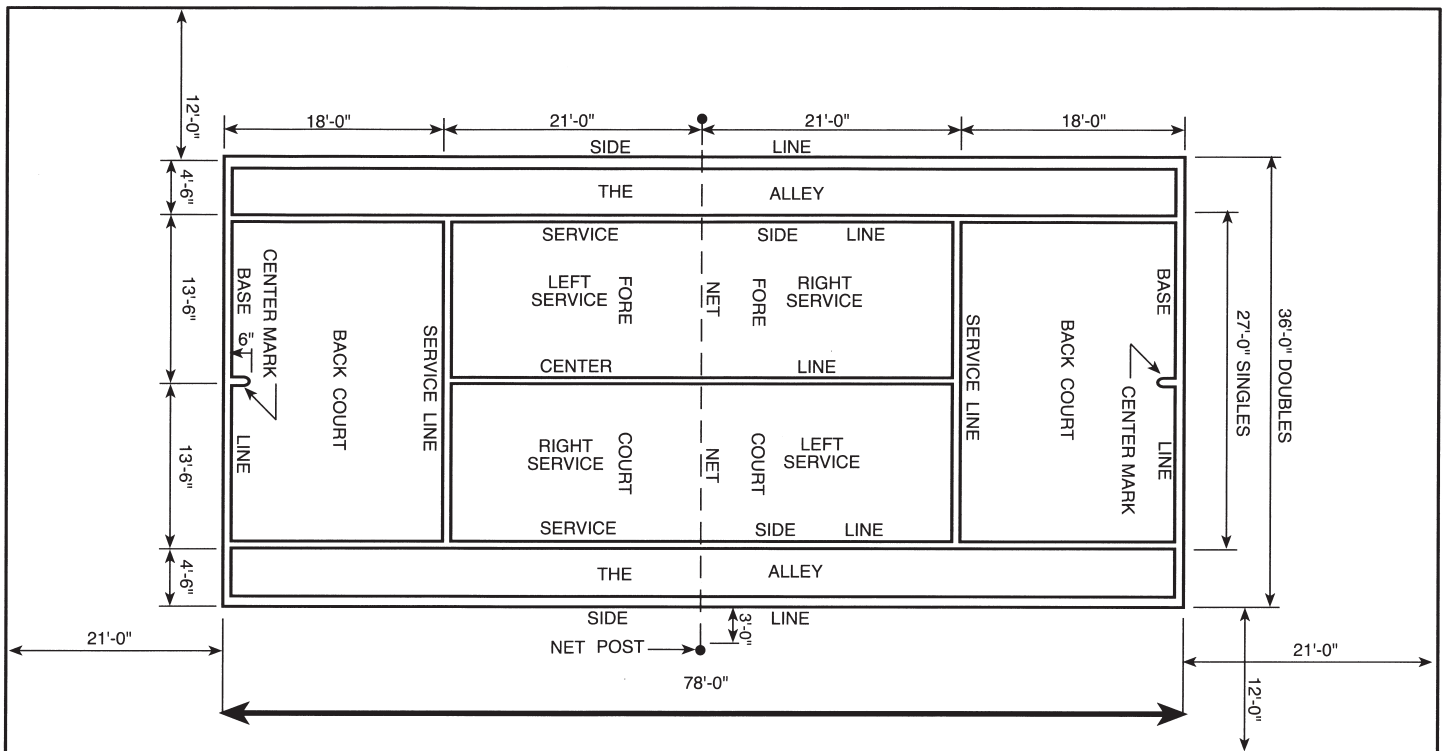 12'-0"
18'-0" 21'-0" 21'-0" 18'-0"
SIDE LINE
4'-6"
THE ALLEY
SERVICE SIDE LINE
13'-6"
BASE
6"
LINE
CENTER MARK
BACK COURT
SERVICE LINE
LEFT
SERVICE
FORE
NET
FORE
RIGHT
SERVICE
CENTER LINE
13'-6"
RIGHT
SERVICE
COURT
NET
COURT
LEFT
SERVICE
SERVICE LINE
BACK COURT
CENTER MARK
BASE
LINE
27'-0" SINGLES
36'-0" DOUBLES
SERVICE SIDE LINE
4'-6"
THE ALLEY
SIDE LINE
3'-0"
NET POST
21'-0"
21'-0"
12'-0"
78'-0"